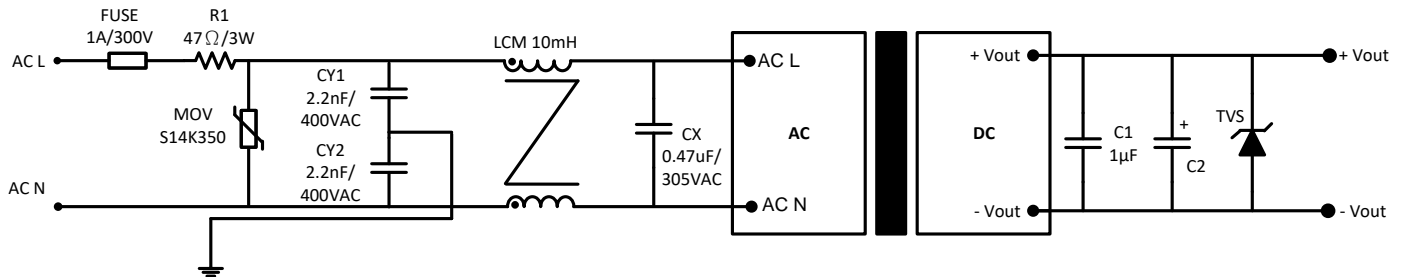 FUSE
1A/300V
R1
47Ω/3W
LCM 10mH
AC L
AC L
+ Vout
+ Vout
CY1
2.2nF/
400VAC
MOV
S14K350
CX
0.47uF/
305VAC
AC
DC
C1
1µF
+
C2
TVS
CY2
2.2nF/
400VAC
AC N
AC N
- Vout
- Vout